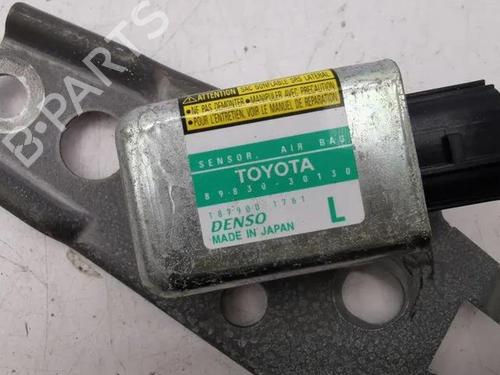 ATTENTION SAC GONFLABLE SRS LATERAL
•NE PAS DEMONTER •MANIPULER AVEC PRECAUTION
•POUR L'ENTRETIEN, VOIR LE MANUEL DE REPARATION
SENSOR, AIR BAG
TOYOTA
89830-30130
187900-1761
DENSO
MADE IN JAPAN
L
B-PARTS